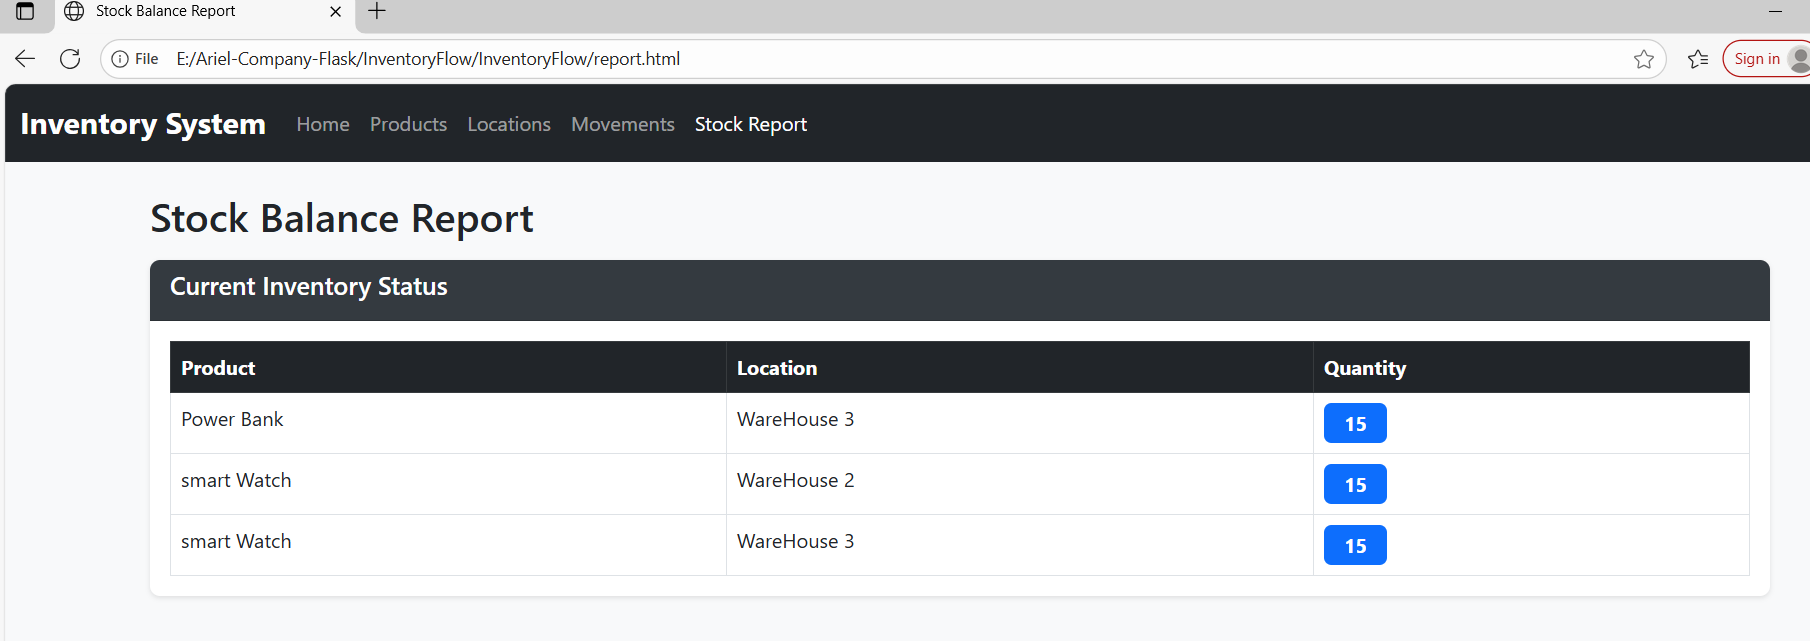 Stock Balance Report
File E:/Ariel-Company-Flask/InventoryFlow/InventoryFlow/report.html Sign in
Inventory System Home Products Locations Movements Stock Report
Stock Balance Report
Current Inventory Status
Product Location Quantity
Power Bank WareHouse 3 15
smart Watch WareHouse 2 15
smart Watch WareHouse 3 15